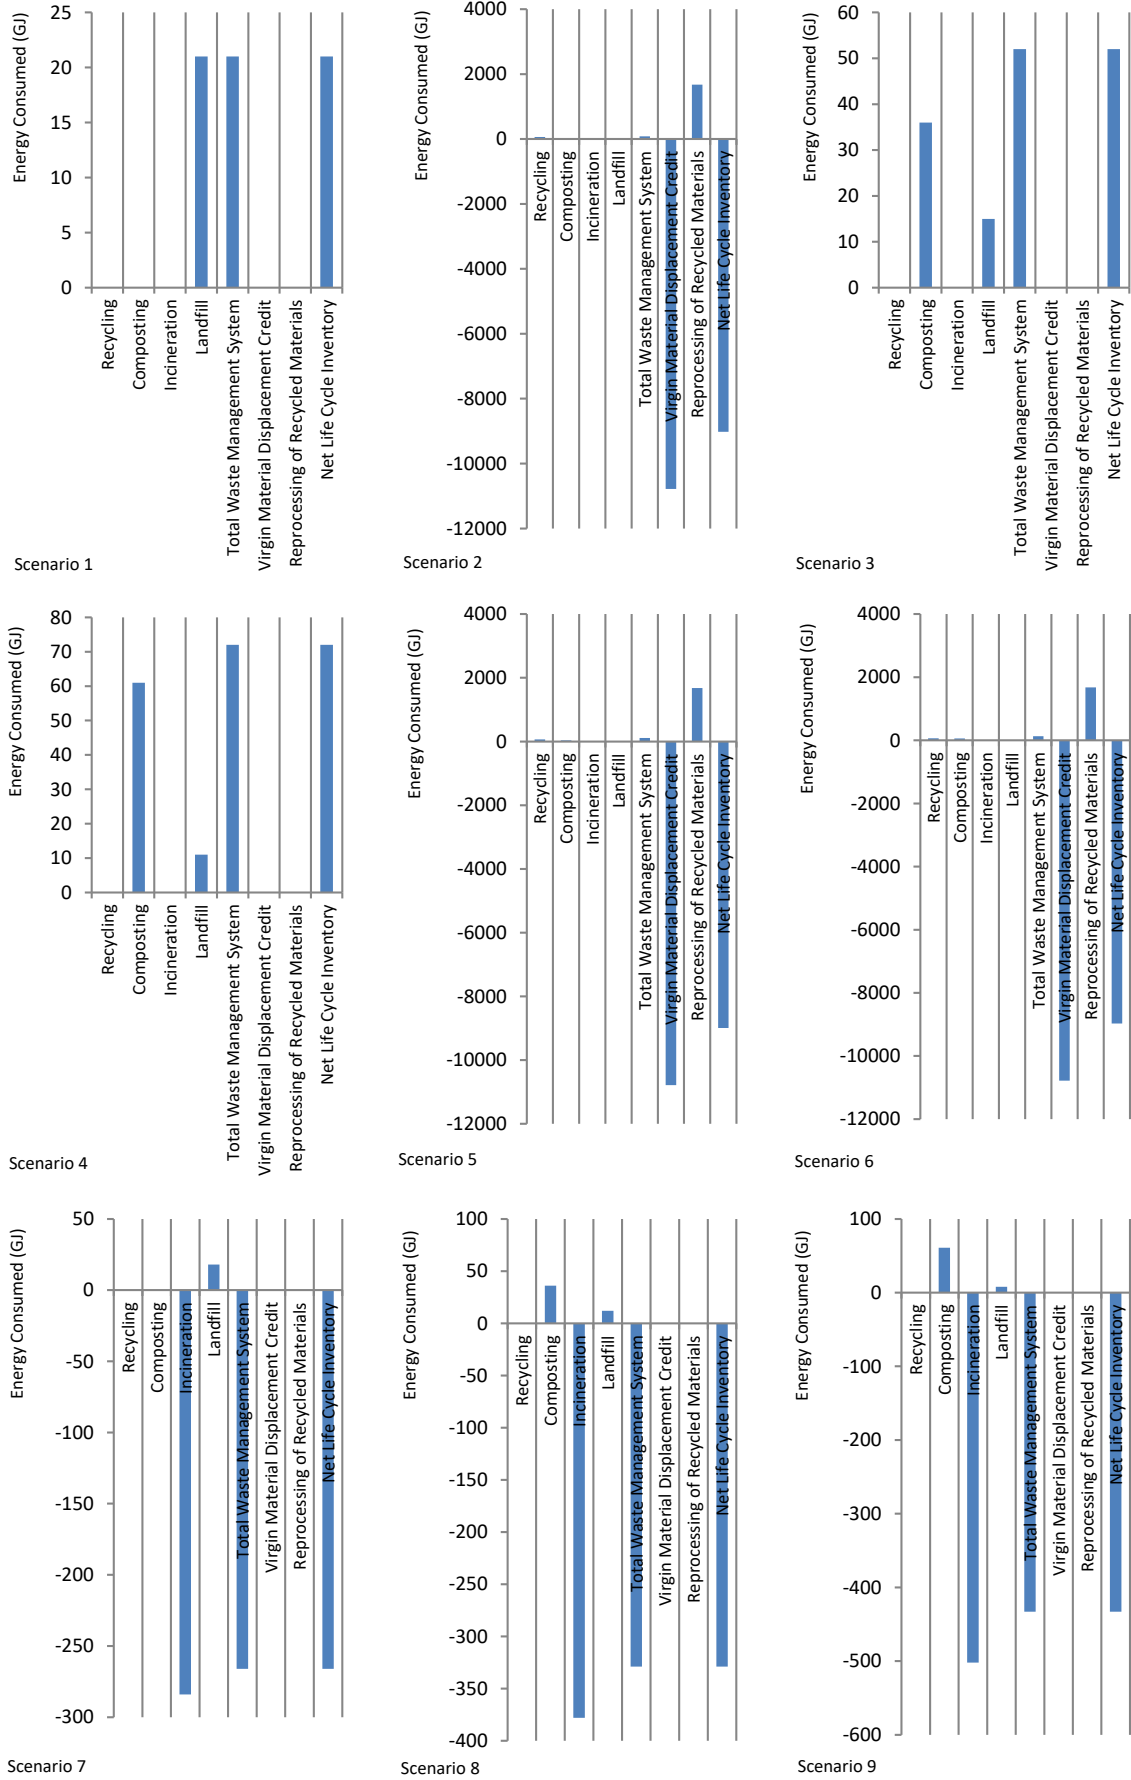 Energy Consumed (GJ)
25
20
15
10
5
0
Recycling
Composting
Incineration
Landfill
Total Waste Management System
Virgin Material Displacement Credit
Reprocessing of Recycled Materials
Net Life Cycle Inventory
Scenario 1
Energy Consumed (GJ)
4000
2000
0
-2000
-4000
-6000
-8000
-10000
-12000
Recycling
Composting
Incineration
Landfill
Total Waste Management System
Virgin Material Displacement Credit
Reprocessing of Recycled Materials
Net Life Cycle Inventory
Scenario 2
Energy Consumed (GJ)
60
50
40
30
20
10
0
Recycling
Composting
Incineration
Landfill
Total Waste Management System
Virgin Material Displacement Credit
Reprocessing of Recycled Materials
Net Life Cycle Inventory
Scenario 3
Energy Consumed (GJ)
80
70
60
50
40
30
20
10
0
Recycling
Composting
Incineration
Landfill
Total Waste Management System
Virgin Material Displacement Credit
Reprocessing of Recycled Materials
Net Life Cycle Inventory
Scenario 4
Energy Consumed (GJ)
4000
2000
0
-2000
-4000
-6000
-8000
-10000
-12000
Recycling
Composting
Incineration
Landfill
Total Waste Management System
Virgin Material Displacement Credit
Reprocessing of Recycled Materials
Net Life Cycle Inventory
Scenario 5
Energy Consumed (GJ)
4000
2000
0
-2000
-4000
-6000
-8000
-10000
-12000
Recycling
Composting
Incineration
Landfill
Total Waste Management System
Virgin Material Displacement Credit
Reprocessing of Recycled Materials
Net Life Cycle Inventory
Scenario 6
Energy Consumed (GJ)
50
0
-50
-100
-150
-200
-250
-300
Recycling
Composting
Incineration
Landfill
Total Waste Management System
Virgin Material Displacement Credit
Reprocessing of Recycled Materials
Net Life Cycle Inventory
Scenario 7
Energy Consumed (GJ)
100
50
0
-50
-100
-150
-200
-250
-300
-350
-400
Recycling
Composting
Incineration
Landfill
Total Waste Management System
Virgin Material Displacement Credit
Reprocessing of Recycled Materials
Net Life Cycle Inventory
Scenario 8
Energy Consumed (GJ)
100
0
-100
-200
-300
-400
-500
-600
Recycling
Composting
Incineration
Landfill
Total Waste Management System
Virgin Material Displacement Credit
Reprocessing of Recycled Materials
Net Life Cycle Inventory
Scenario 9